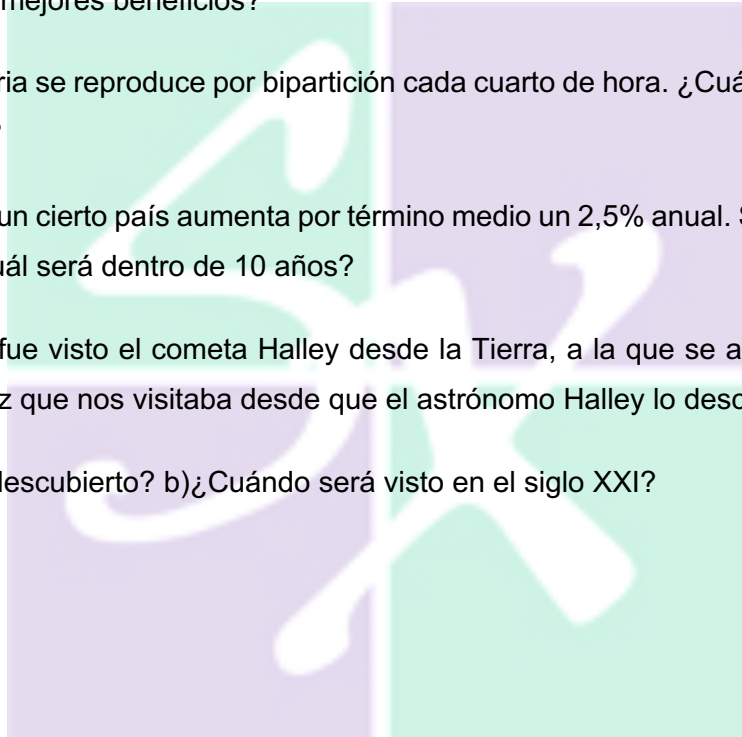 mejores beneficios?
ria se reproduce por bipartición cada cuarto de hora. ¿Cuá
un cierto país aumenta por término medio un 2,5% anual. S
uál será dentro de 10 años?
fue visto el cometa Halley desde la Tierra, a la que se a
z que nos visitaba desde que el astrónomo Halley lo desc
descubierto? b)¿Cuándo será visto en el siglo XXI?